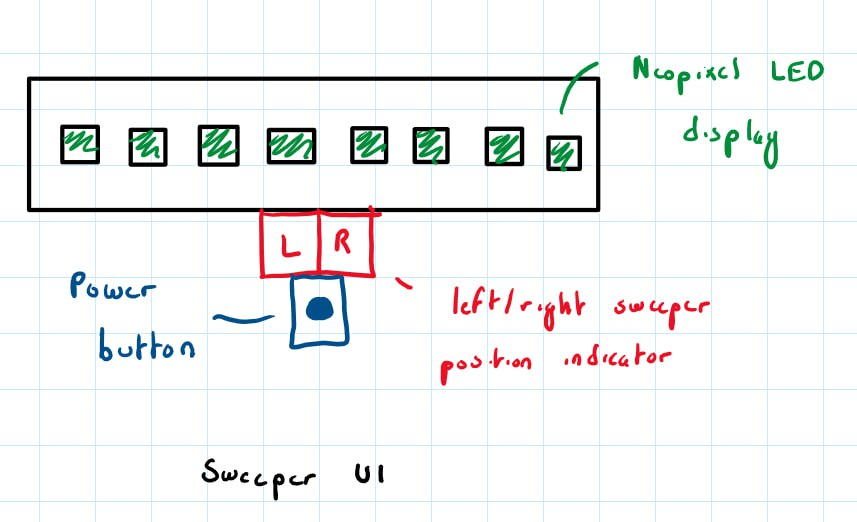 Neopixel LED
display
L R
Power
button
left/right sweeper
position indicator
Sweeper UI